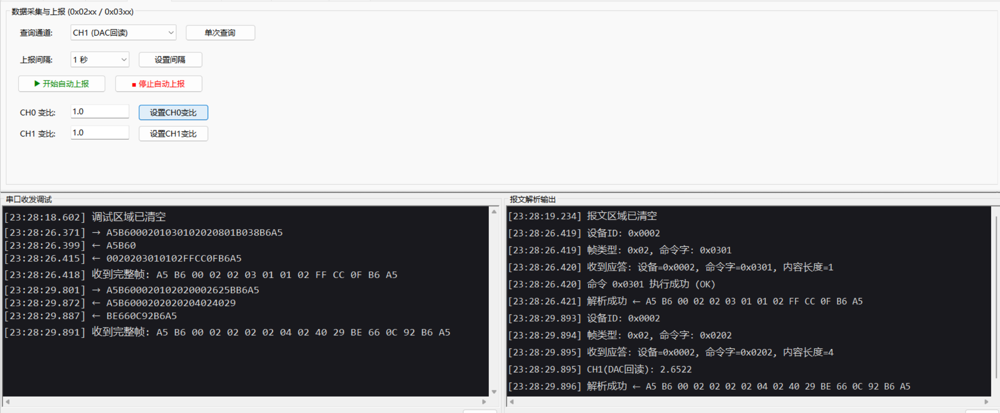 数据采集与上报 (0x02xx / 0x03xx)
查询通道: CH1 (DAC回读) 单次查询
上报间隔: 1 秒 设置间隔
▶ 开始自动上报 ■ 停止自动上报
CH0 变比: 1.0 设置CH0变比
CH1 变比: 1.0 设置CH1变比
串口收发调试
[23:28:18.602] 调试区域已清空
[23:28:26.371] → A5B6000201030102020801B038B6A5
[23:28:26.399] ← A5B60
[23:28:26.415] ← 0020203010102FFCC0FB6A5
[23:28:26.418] 收到完整帧: A5 B6 00 02 02 03 01 01 02 FF CC 0F B6 A5
[23:28:29.801] → A5B600020102020002625BB6A5
[23:28:29.872] ← A5B6000202020204024029
[23:28:29.887] ← BE660C92B6A5
[23:28:29.891] 收到完整帧: A5 B6 00 02 02 02 02 04 02 40 29 BE 66 0C 92 B6 A5
报文解析输出
[23:28:19.234] 报文区域已清空
[23:28:26.419] 设备ID: 0x0002
[23:28:26.419] 帧类型: 0x02, 命令字: 0x0301
[23:28:26.420] 收到应答: 设备=0x0002, 命令字=0x0301, 内容长度=1
[23:28:26.420] 命令 0x0301 执行成功 (OK)
[23:28:26.421] 解析成功 ← A5 B6 00 02 02 03 01 01 02 FF CC 0F B6 A5
[23:28:29.893] 设备ID: 0x0002
[23:28:29.894] 帧类型: 0x02, 命令字: 0x0202
[23:28:29.895] 收到应答: 设备=0x0002, 命令字=0x0202, 内容长度=4
[23:28:29.895] CH1(DAC回读): 2.6522
[23:28:29.896] 解析成功 ← A5 B6 00 02 02 02 02 04 02 40 29 BE 66 0C 92 B6 A5